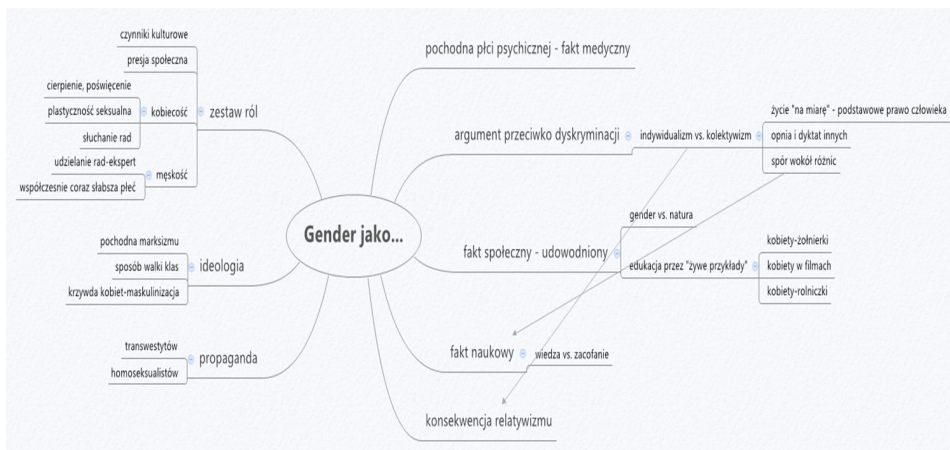 Gender jako...
pochodna płci psychicznej - fakt medyczny
argument przeciwko dyskryminacji
indywidualizm vs. kolektywizm
życie "na miarę" - podstawowe prawo człowieka
opnia i dyktat innych
spór wokół różnic
fakt społeczny - udowodniony
gender vs. natura
edukacja przez "żywe przykłady"
kobiety-żołnierki
kobiety w filmach
kobiety-rolniczki
fakt naukowy
wiedza vs. zacofanie
konsekwencja relatywizmu
zestaw ról
czynniki kulturowe
presja społeczna
kobiecość
cierpienie, poświęcenie
plastyczność seksualna
słuchanie rad
męskość
udzielanie rad-ekspert
współczesnie coraz słabsza płeć
ideologia
pochodna marksizmu
sposób walki klas
krzywda kobiet-maskulinizacja
propaganda
transwestytów
homoseksualistów